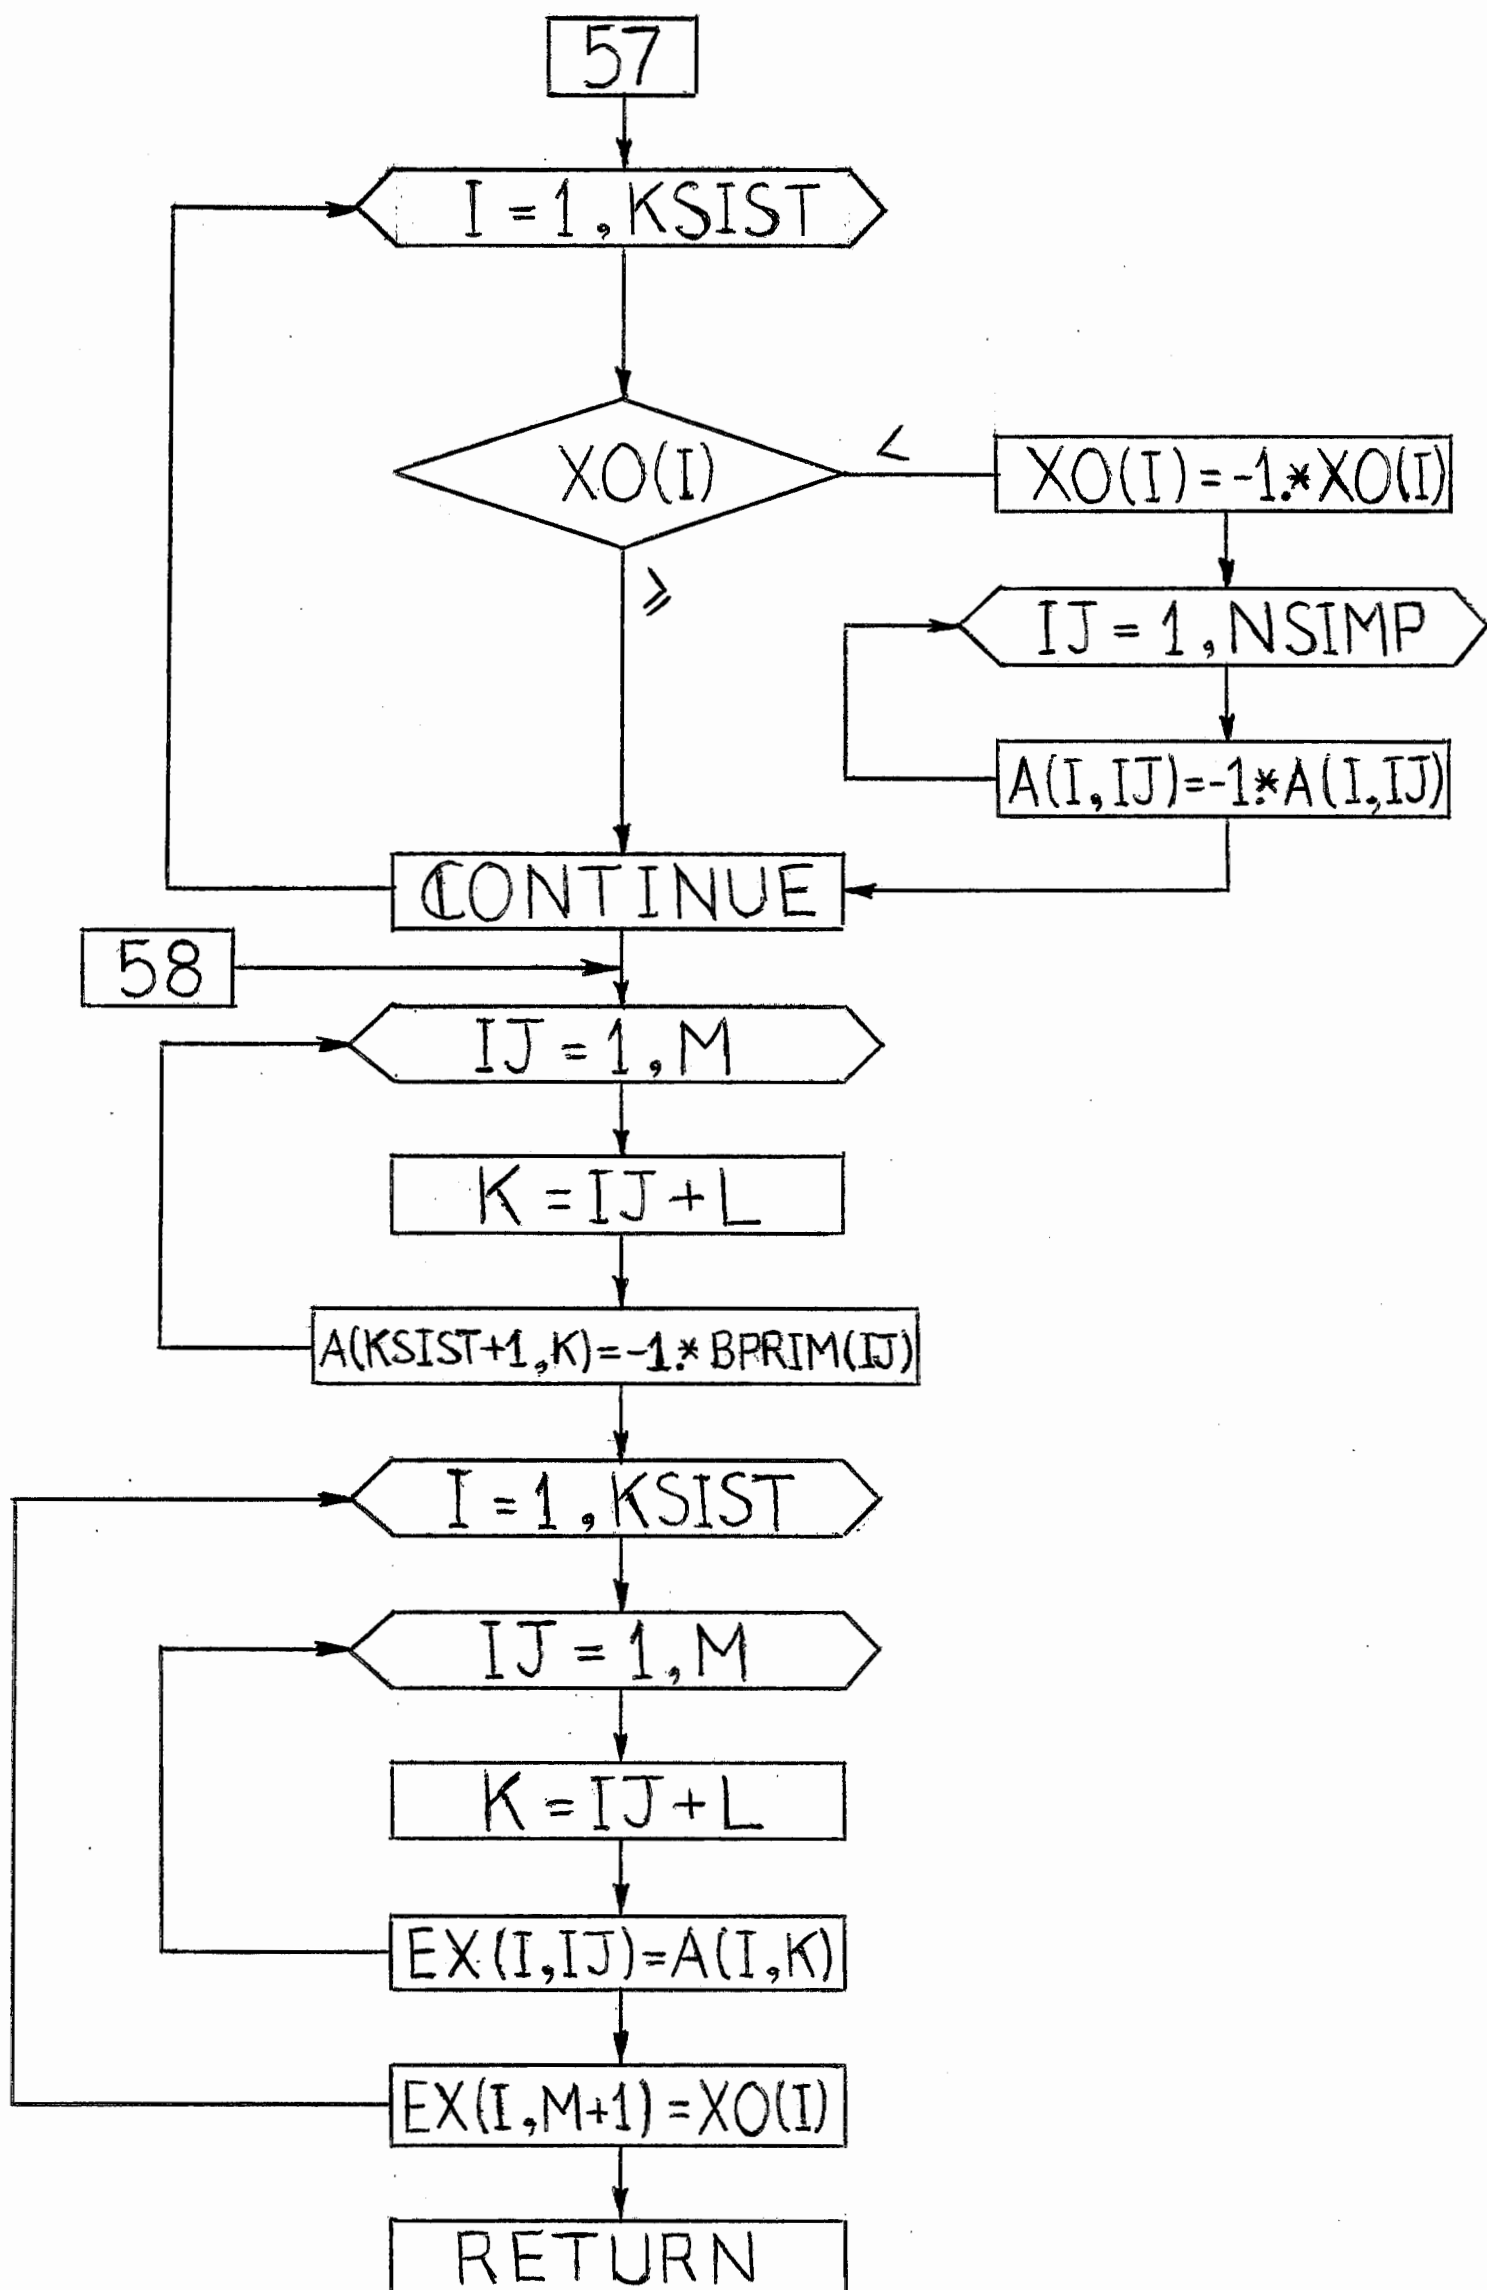 57
I = 1, KSIST
XO(I)
<
XO(I) = -1.*XO(I)
⩾
IJ = 1, NSIMP
A(I,IJ)=-1.*A(I,IJ)
CONTINUE
58
IJ = 1, M
K = IJ + L
A(KSIST+1,K)=-1.*BPRIM(IJ)
I = 1, KSIST
IJ = 1, M
K = IJ + L
EX(I,IJ)=A(I,K)
EX(I,M+1)=XO(I)
RETURN